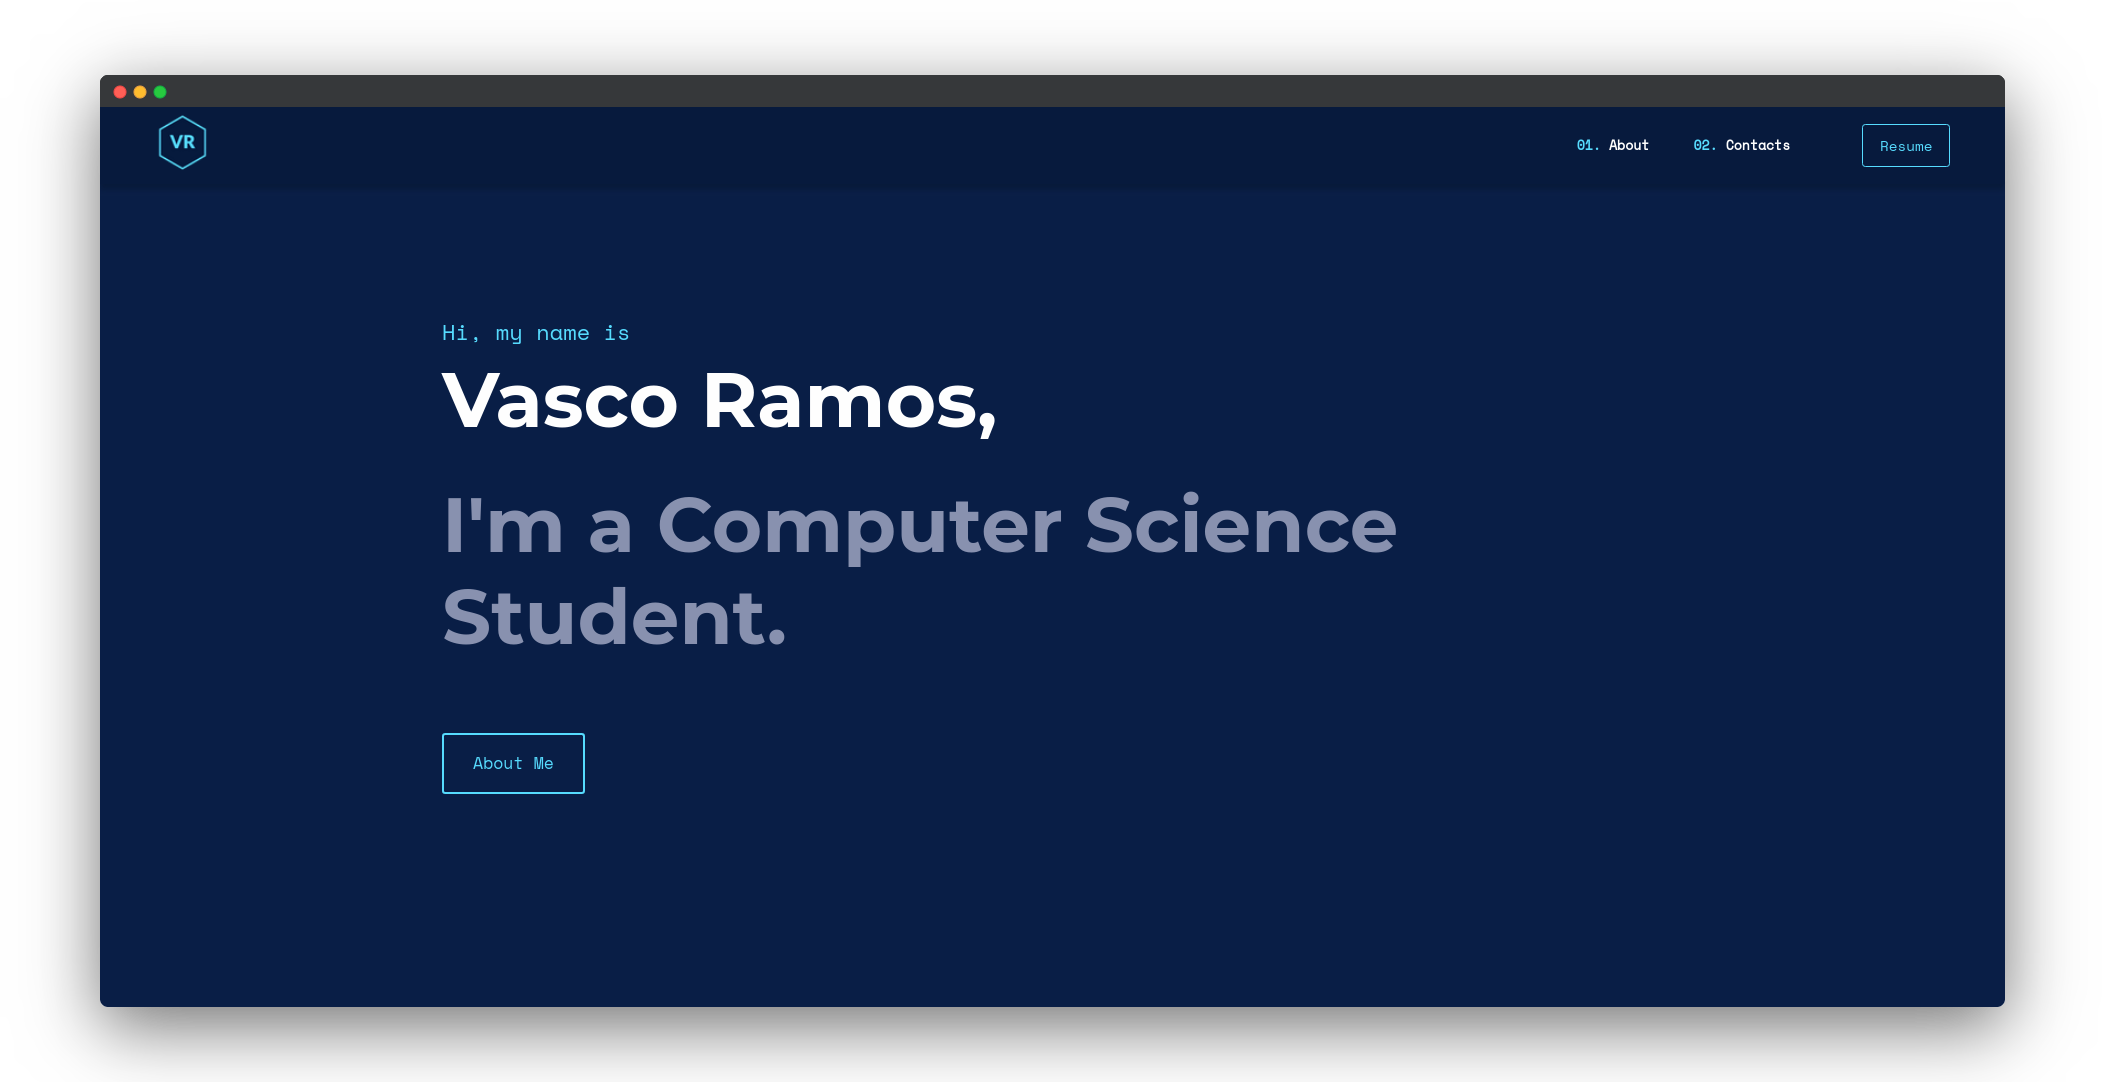 VR
01. About
02. Contacts
Resume
Hi, my name is
Vasco Ramos,
I'm a Computer Science
Student.
About Me